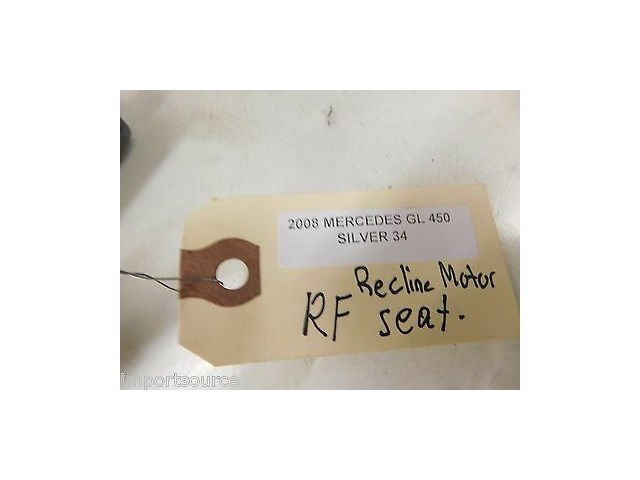 2008 MERCEDES GL 450
SILVER 34
Recline Motor
RF seat.
importsource